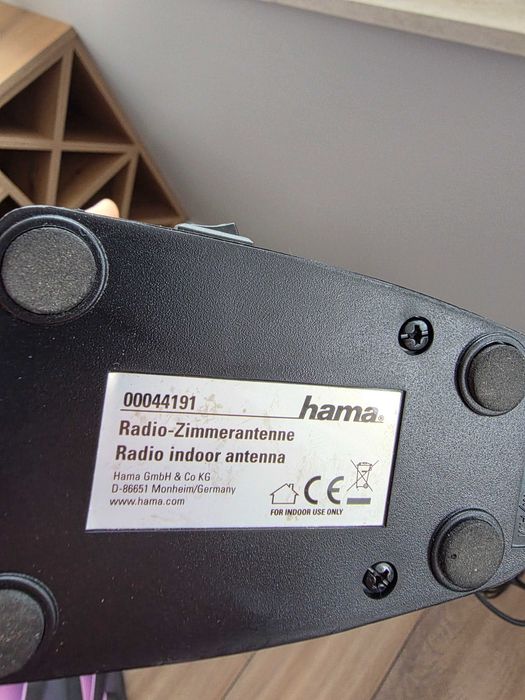 00044191
hama®
Radio-Zimmerantenne
Radio indoor antenna
Hama GmbH & Co KG
D-86651 Monheim/Germany
www.hama.com
CE
FOR INDOOR USE ONLY